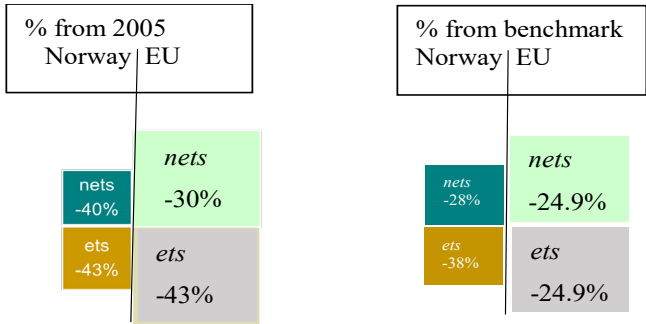 % from 2005
Norway EU
nets
-40%
nets
-30%
ets
-43%
ets
-43%
% from benchmark
Norway EU
nets
-28%
nets
-24.9%
ets
-38%
ets
-24.9%